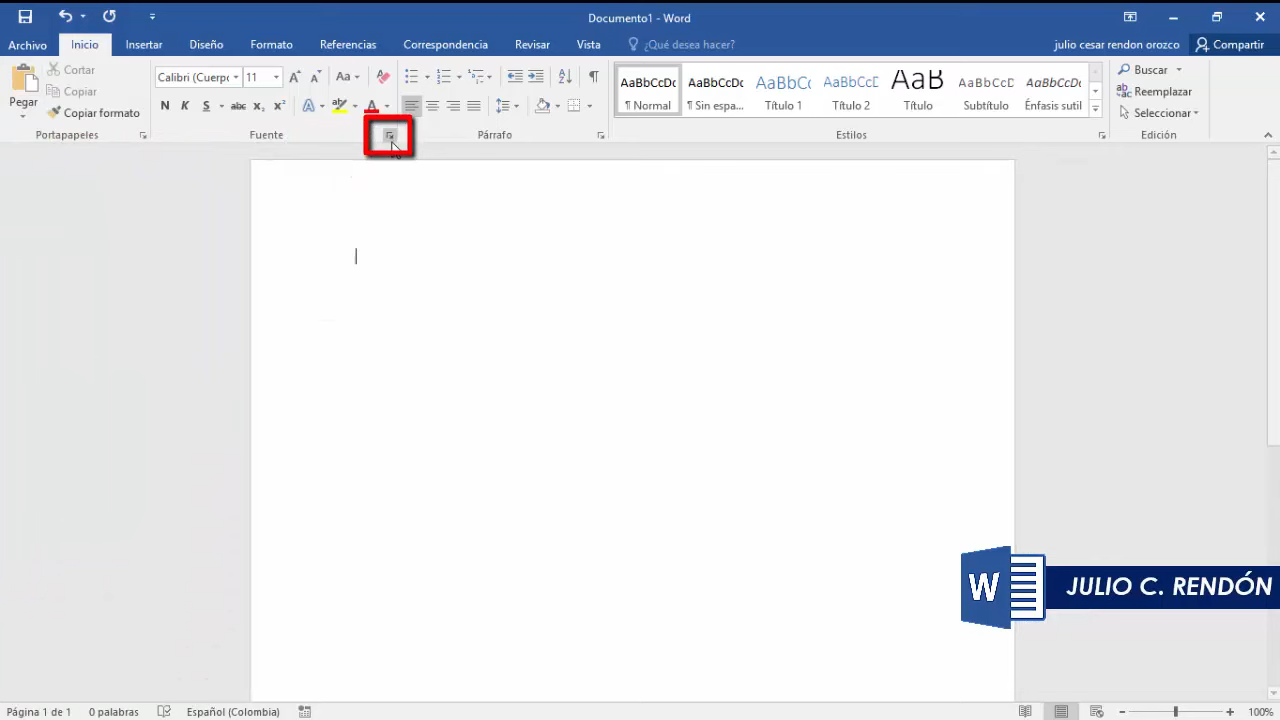 Documento1 - Word
Archivo Inicio Insertar Diseño Formato Referencias Correspondencia Revisar Vista ¿Qué desea hacer? julio cesar rendon orozco Compartir
Pegar
Cortar
Copiar
Copiar formato
Portapapeles
Calibri (Cuerpo 11
Aa
N K S abc x₂ x²
A ab A
Fuente
Párrafo
AaBbCcDc AaBbCcDc AaBbC( AaBbCcD AaB AaBbCcD AaBbCcDc
¶ Normal ¶ Sin espa... Título 1 Título 2 Título Subtítulo Énfasis sutil
Estilos
Buscar
Reemplazar
Seleccionar
Edición
W
JULIO C. RENDÓN
Página 1 de 1 0 palabras Español (Colombia) 100%